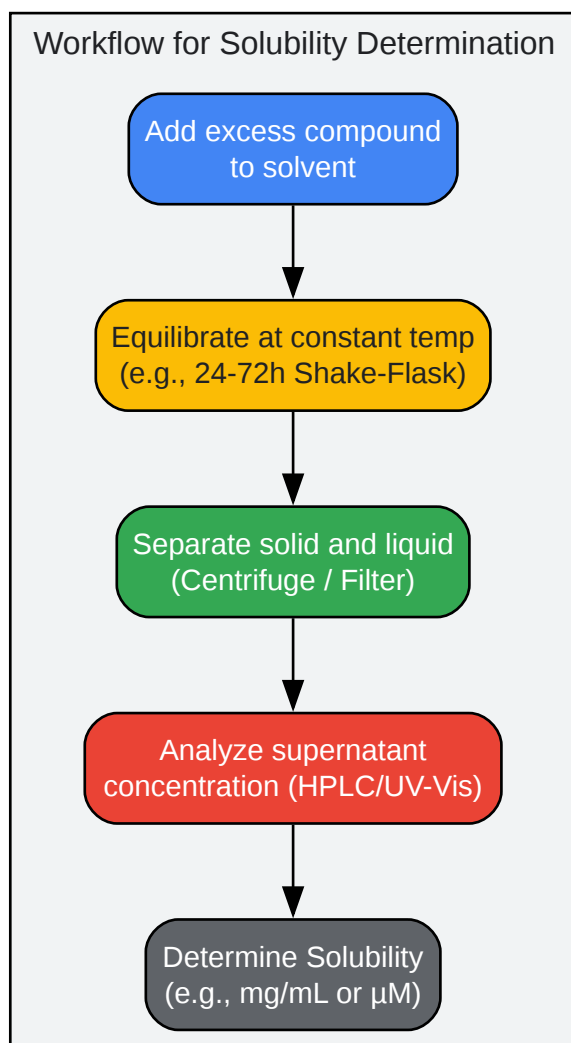 Workflow for Solubility Determination
Add excess compound
to solvent
Equilibrate at constant temp
(e.g., 24-72h Shake-Flask)
Separate solid and liquid
(Centrifuge / Filter)
Analyze supernatant
concentration (HPLC/UV-Vis)
Determine Solubility
(e.g., mg/mL or µM)